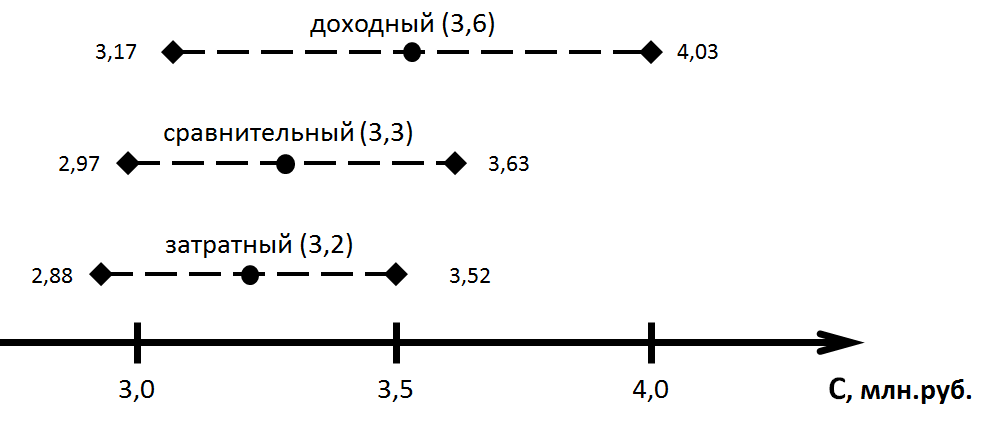 доходный (3,6)
3,17 4,03
сравнительный (3,3)
2,97 3,63
затратный (3,2)
2,88 3,52
3,0 3,5 4,0 С, млн.руб.